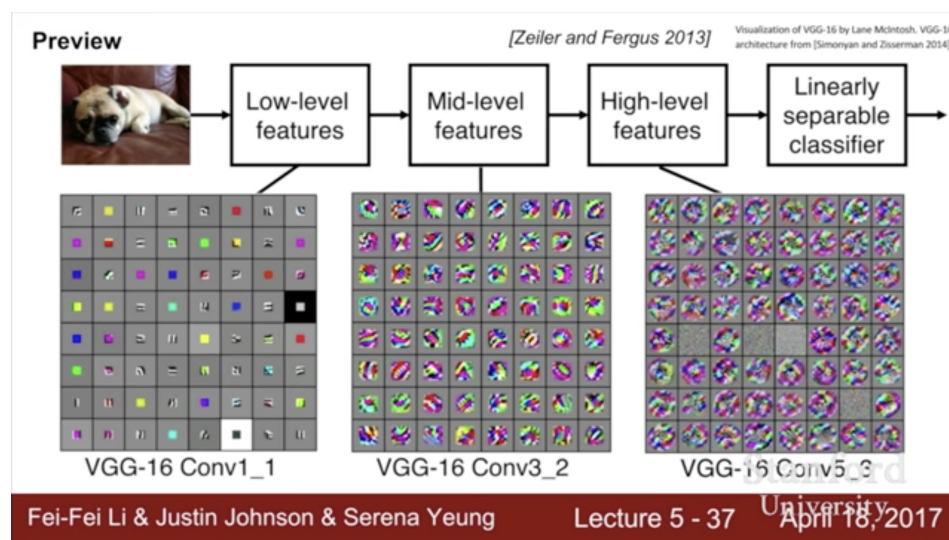 Preview
[Zeiler and Fergus 2013]
Visualization of VGG-16 by Lane McIntosh. VGG-16
architecture from [Simonyan and Zisserman 2014]
Low-level
features
Mid-level
features
High-level
features
Linearly
separable
classifier
VGG-16 Conv1_1
VGG-16 Conv3_2
VGG-16 Conv5_3
Stanford
University
Fei-Fei Li & Justin Johnson & Serena Yeung
Lecture 5 - 37
April 18, 2017